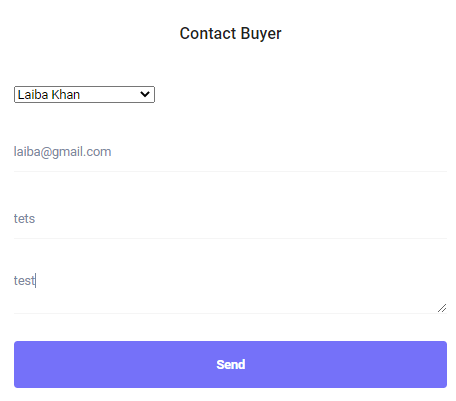 Contact Buyer
Laiba Khan
laiba@gmail.com
tets
test
Send